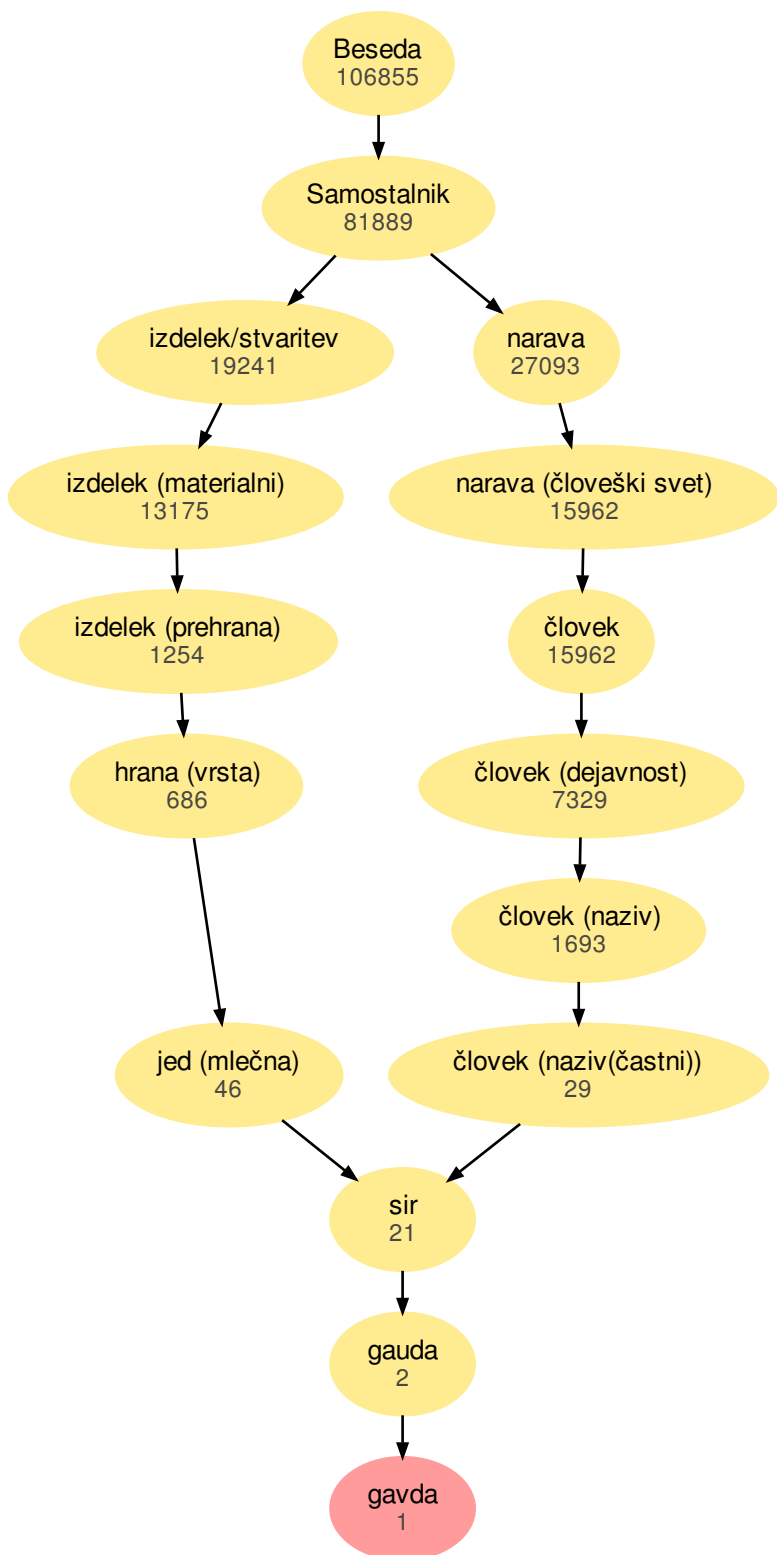 Beseda
106855
Samostalnik
81889
izdelek/stvaritev
19241
narava
27093
izdelek (materialni)
13175
narava (človeški svet)
15962
izdelek (prehrana)
1254
človek
15962
hrana (vrsta)
686
človek (dejavnost)
7329
človek (naziv)
1693
jed (mlečna)
46
človek (naziv(častni))
29
sir
21
gauda
2
gavda
1